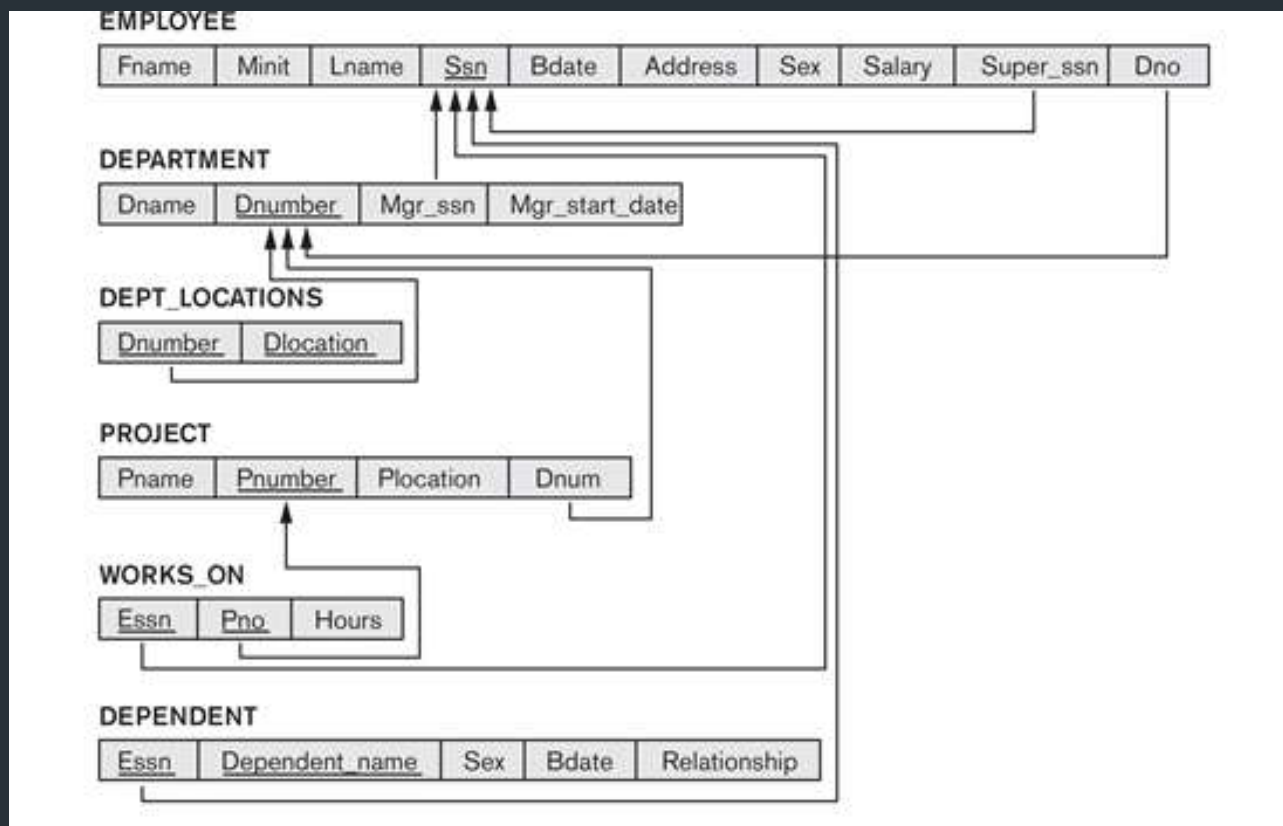 EMPLOYEE
Fname Minit Lname Ssn Bdate Address Sex Salary Super_ssn Dno
DEPARTMENT
Dname Dnumber Mgr_ssn Mgr_start_date
DEPT_LOCATIONS
Dnumber Dlocation
PROJECT
Pname Pnumber Plocation Dnum
WORKS_ON
Essn Pno Hours
DEPENDENT
Essn Dependent_name Sex Bdate Relationship